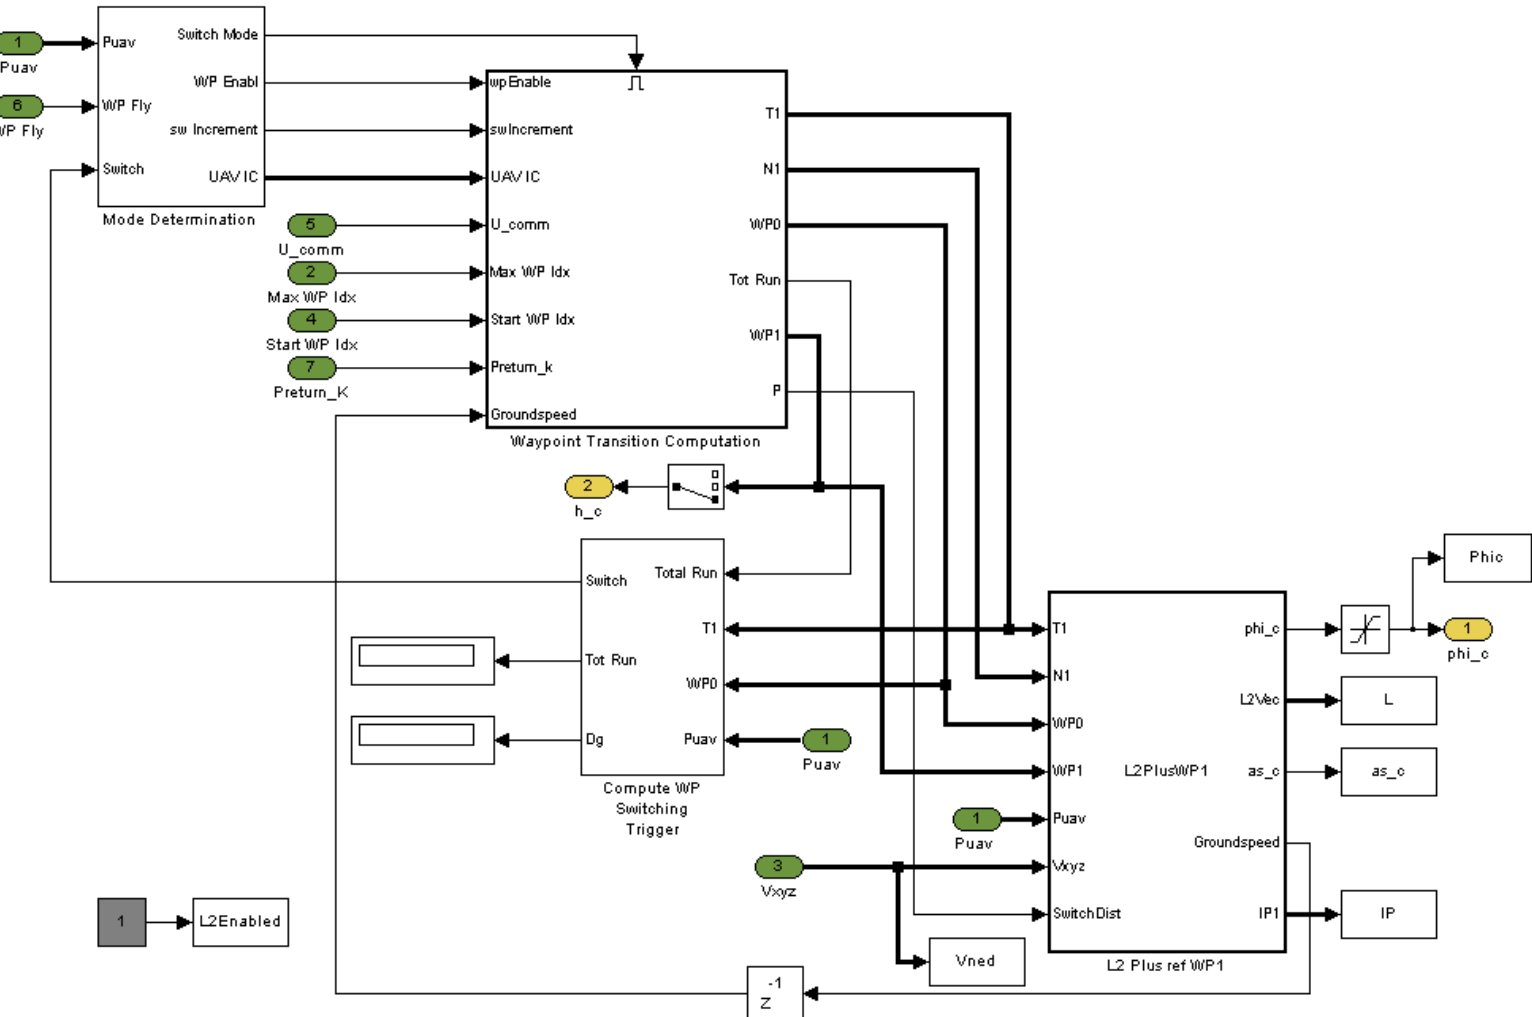 1
Puav
6
WP Fly
Puav
WP Fly
Switch
Switch Mode
WP Enabl
sw Increment
UAV IC
Mode Determination
5
U_comm
2
Max WP Idx
4
Start WP Idx
7
Preturn_K
wpEnable
swIncrement
UAV IC
U_comm
Max WP Idx
Start WP Idx
Preturn_k
Groundspeed
T1
N1
WP0
Tot Run
WP1
P
Waypoint Transition Computation
2
h_c
Switch
Tot Run
Dg
Total Run
T1
WP0
Puav
Compute WP
Switching
Trigger
1
Puav
1
Puav
3
Vxyz
Vned
T1
N1
WP0
WP1
Puav
Vxyz
SwitchDist
L2PlusWP1
phi_c
L2Vec
as_c
Groundspeed
IP1
L2 Plus ref WP1
Phic
1
phi_c
L
as_c
IP
1
L2Enabled
-1
Z